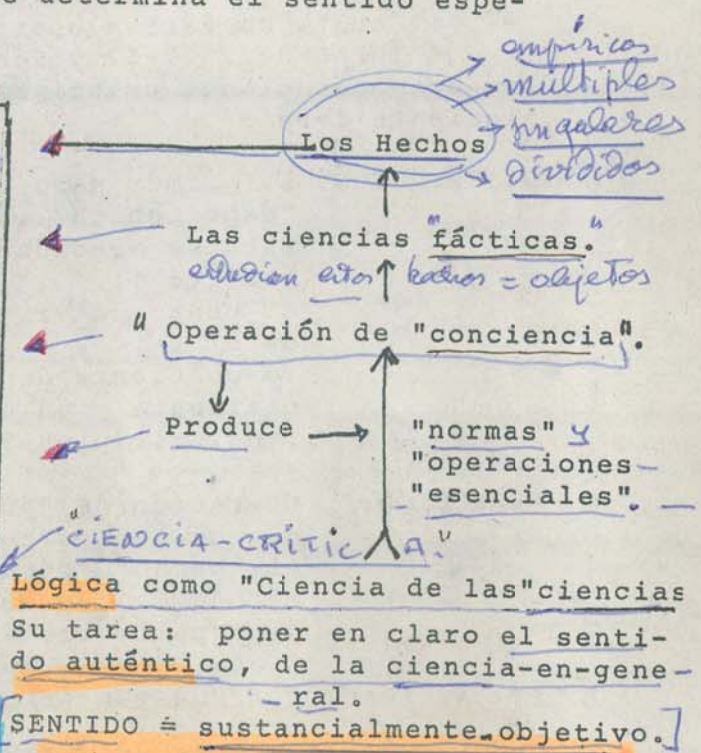 determina el sentido espe-
empíricos
múltiples
Los Hechos singulares
divididos
Las ciencias "fácticas."
estudian estos hechos = objetos
"Operación de "conciencia".
Produce "normas" y
"operaciones-
"esenciales".
"CIENCIA-CRÍTICA."
Lógica como "Ciencia de las"ciencias
Su tarea: poner en claro el senti-
do auténtico, de la ciencia-en-gene-
ral.
[SENTIDO = sustancialmente objetivo.]